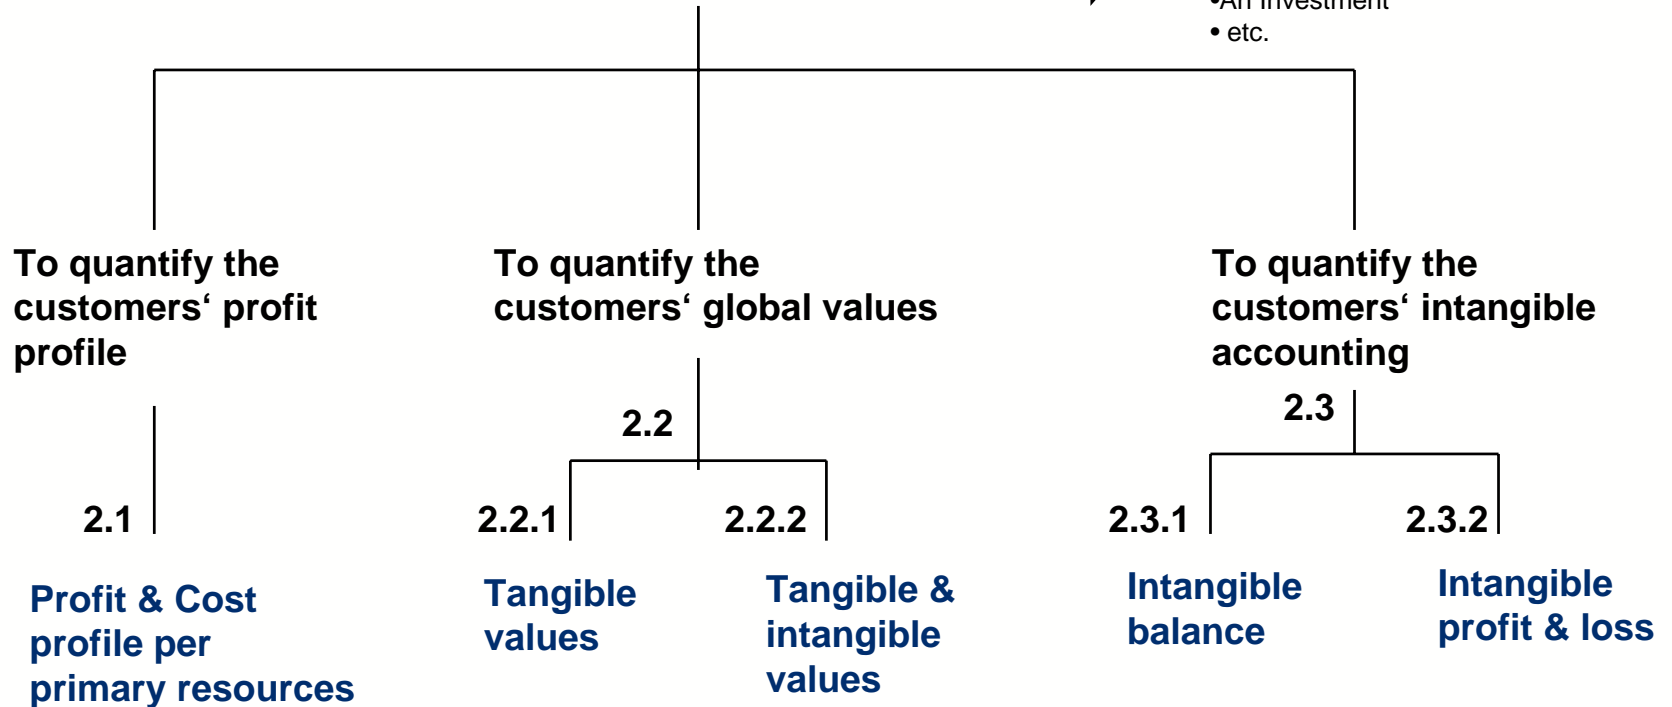 •An Investment
• etc.
To quantify the
customers‘ profit
profile
To quantify the
customers‘ global values
To quantify the
customers‘ intangible
accounting
2.2
2.3
2.1
2.2.1
2.2.2
2.3.1
2.3.2
Profit & Cost
profile per
primary resources
Tangible
values
Tangible &
intangible
values
Intangible
balance
Intangible
profit & loss